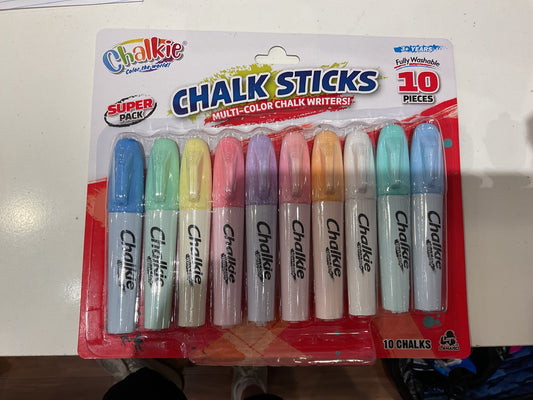 Chalkie
Color the world!
3+ YEARS
Fully Washable
10
PIECES
SUPER
PACK
CHALK STICKS
MULTI-COLOR CHALK WRITERS!
Chalkie
Chalkie
Chalkie
Chalkie
Chalkie
Chalkie
Chalkie
Chalkie
Chalkie
Chalkie
10 CHALKS